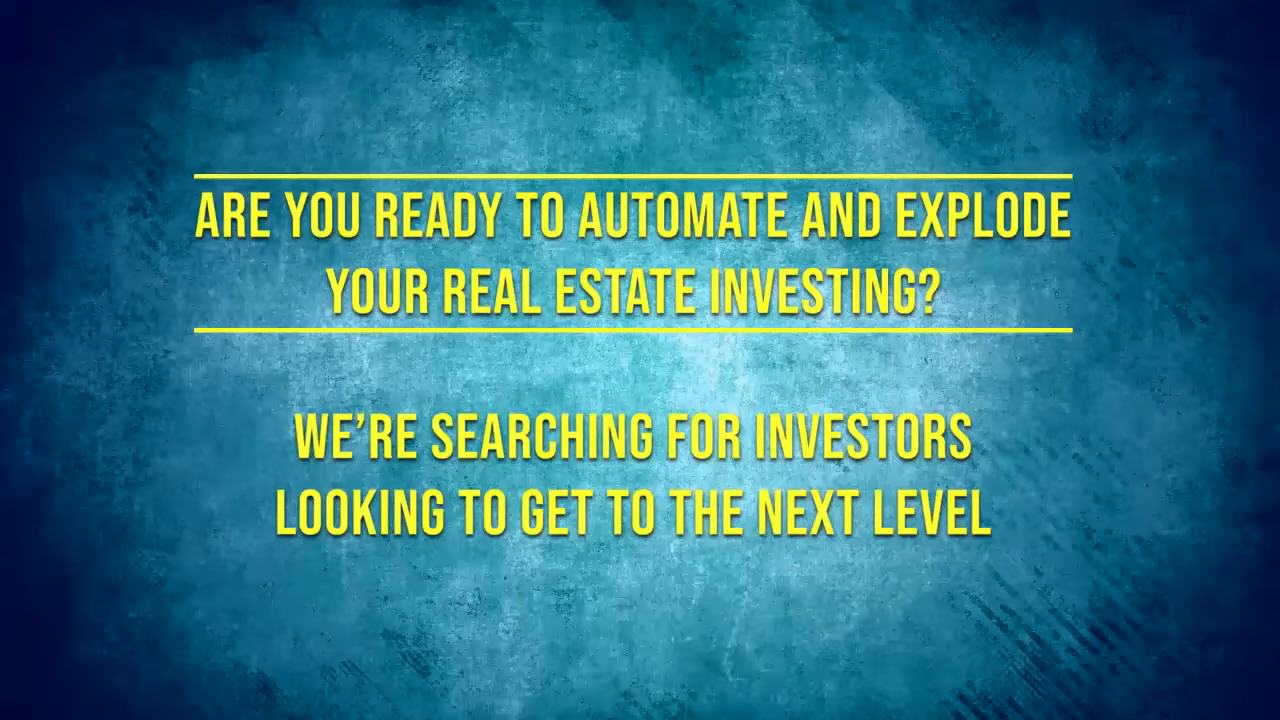 ARE YOU READY TO AUTOMATE AND EXPLODE
YOUR REAL ESTATE INVESTING?
WE’RE SEARCHING FOR INVESTORS
LOOKING TO GET TO THE NEXT LEVEL